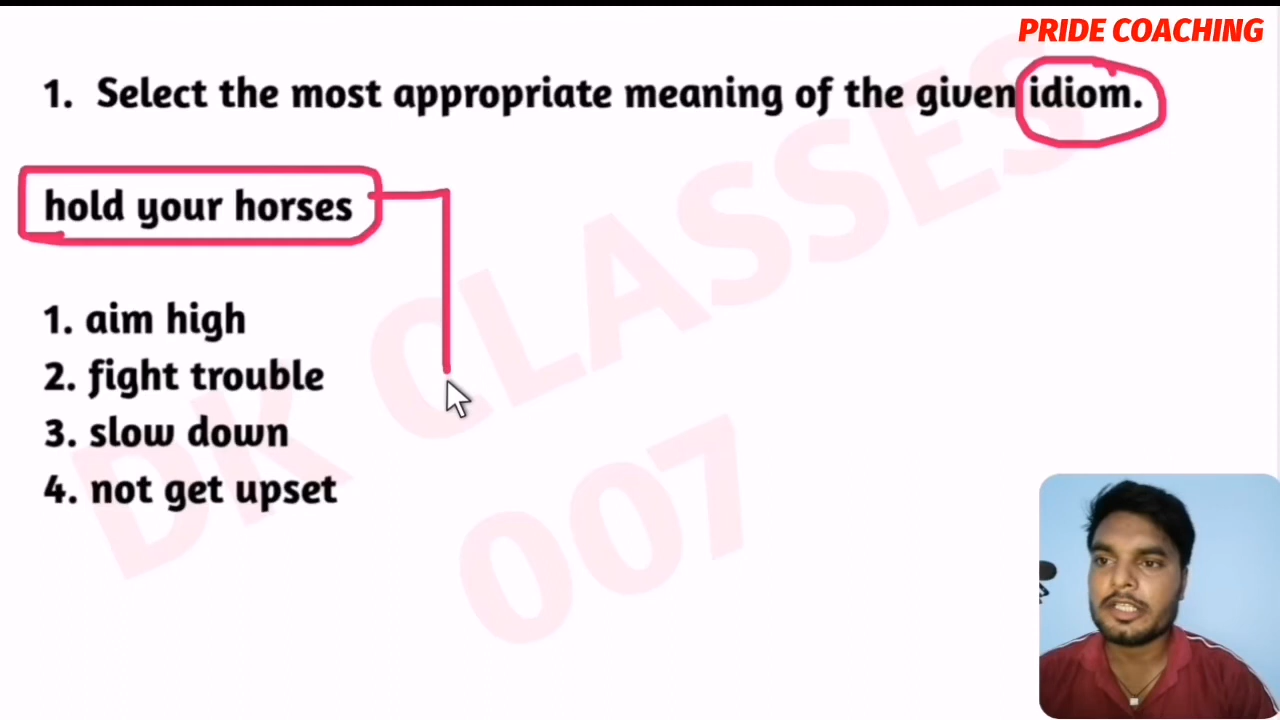 PRIDE COACHING
1. Select the most appropriate meaning of the given idiom.
hold your horses
1. aim high
2. fight trouble
3. slow down
4. not get upset
DK CLASSES
007